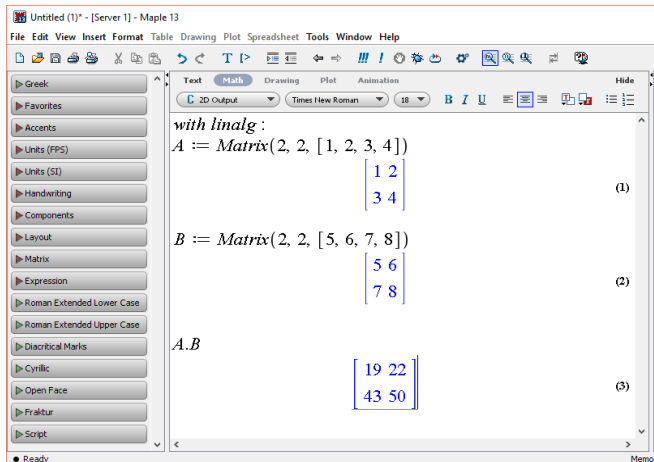 Untitled (1)* - [Server 1] - Maple 13
File Edit View Insert Format Table Drawing Plot Spreadsheet Tools Window Help
Text Math Drawing Plot Animation Hide
C 2D Output Times New Roman 18 B I U
Greek
Favorites
Accents
Units (FPS)
Units (SI)
Handwriting
Components
Layout
Matrix
Expression
Roman Extended Lower Case
Roman Extended Upper Case
Diacritical Marks
Cyrillic
Open Face
Fraktur
Script
with linalg :
A := Matrix(2, 2, [1, 2, 3, 4])
1 2
3 4
(1)
B := Matrix(2, 2, [5, 6, 7, 8])
5 6
7 8
(2)
A.B
19 22
43 50
(3)
Ready Memo